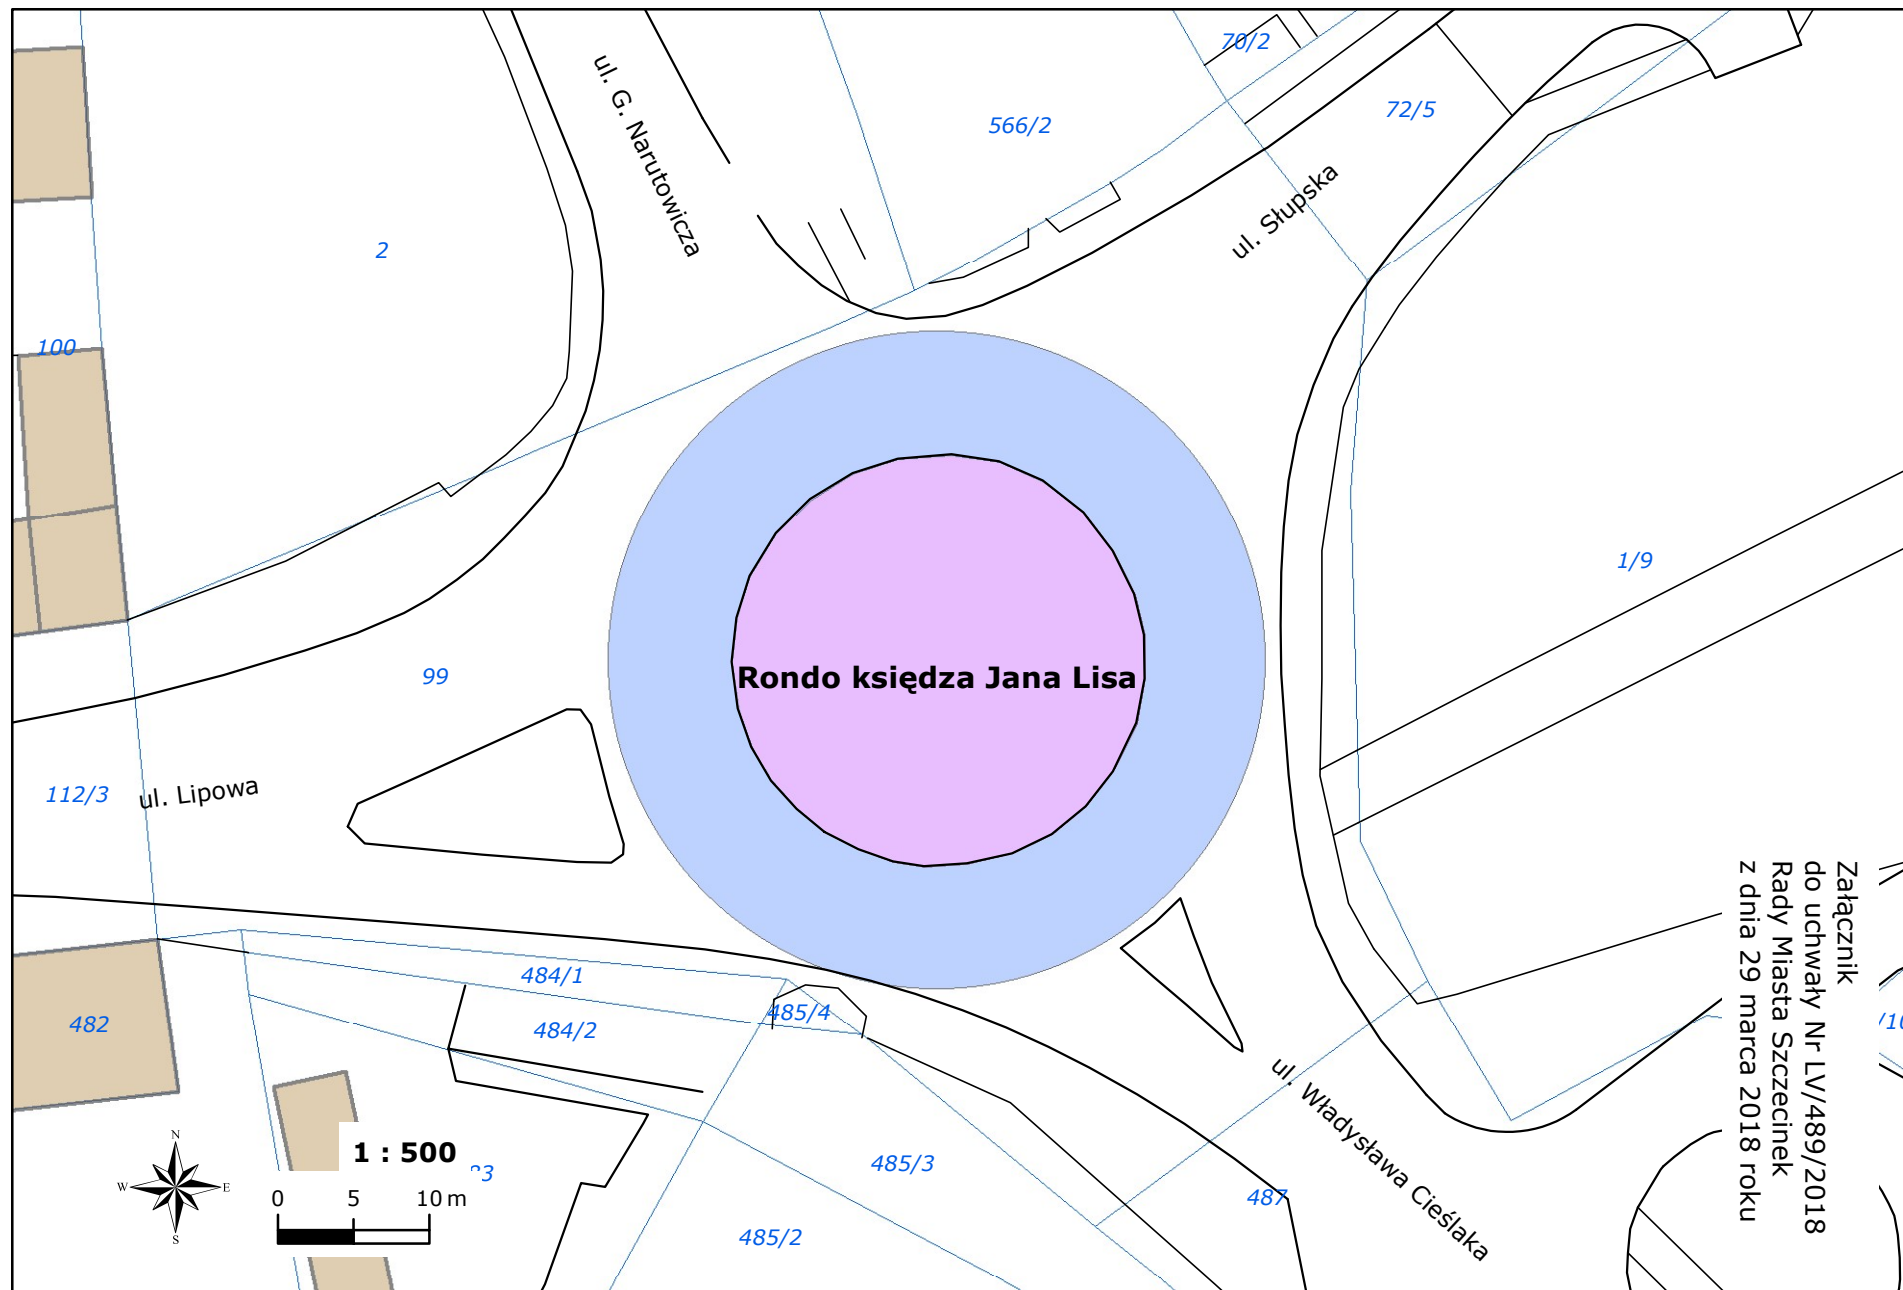 70/2
566/2
72/5
ul. G. Narutowicza
ul. Słupska
2
100
1/9
99
Rondo księdza Jana Lisa
112/3
ul. Lipowa
Załącznik
do uchwały Nr LV/489/2018
Rady Miasta Szczecinek
z dnia 29 marca 2018 roku
484/1
485/4
482
484/2
ul. Władysława Cieślaka
N
W
E
S
1 : 500
0 5 10 m
485/3
487
485/2